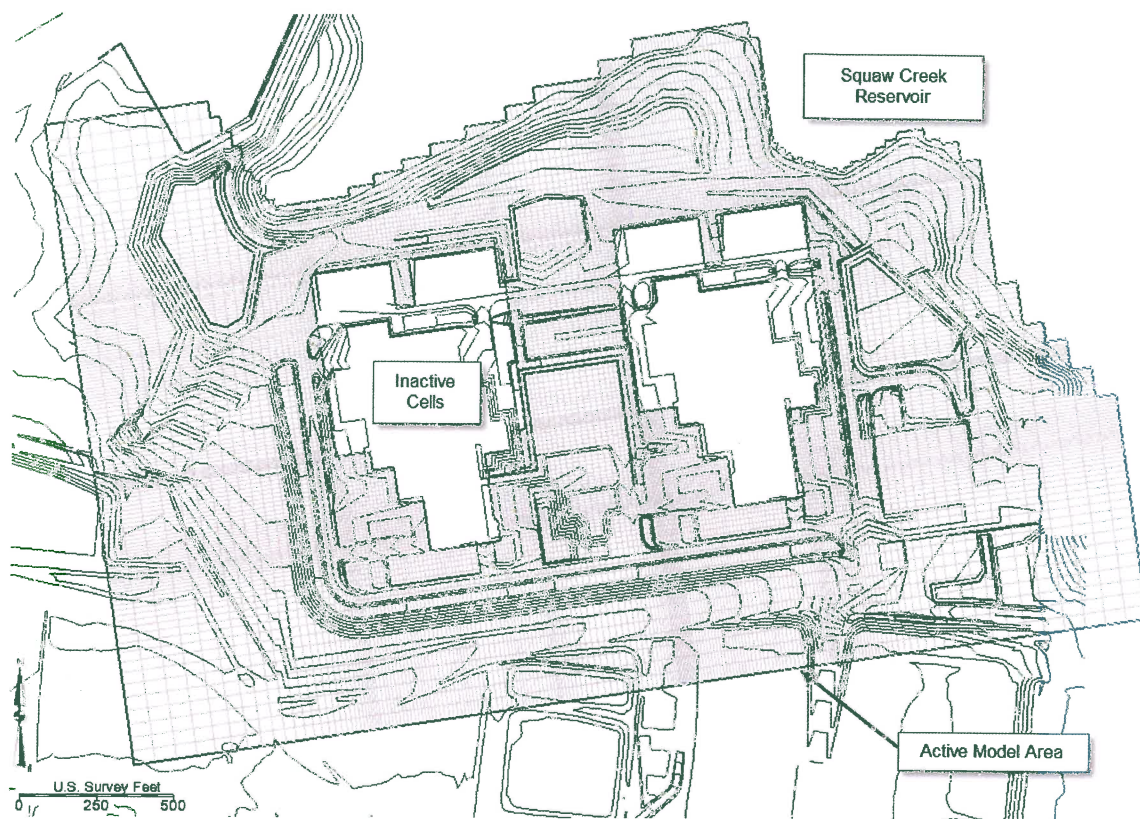 Squaw Creek
Reservoir
Inactive
Cells
Active Model Area
U.S. Survey Feet
0 250 500